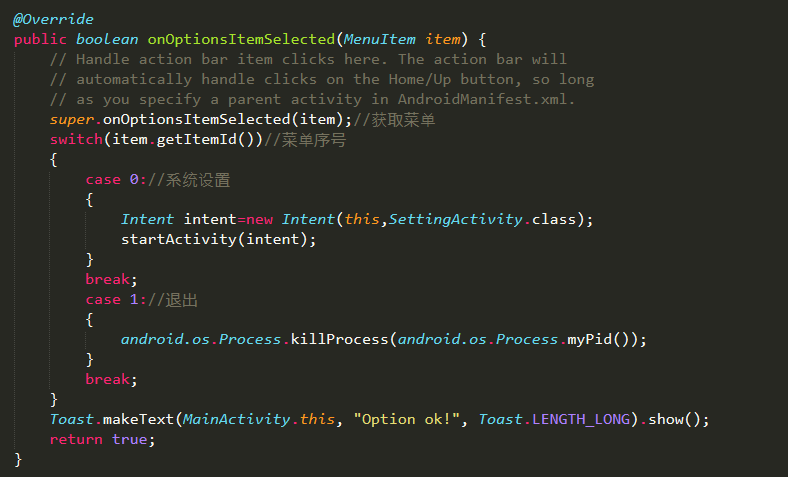 @Override
public boolean onOptionsItemSelected(MenuItem item) {
// Handle action bar item clicks here. The action bar will
// automatically handle clicks on the Home/Up button, so long
// as you specify a parent activity in AndroidManifest.xml.
super.onOptionsItemSelected(item);//获取菜单
switch(item.getItemId())//菜单序号
{
case 0://系统设置
{
Intent intent=new Intent(this,SettingActivity.class);
startActivity(intent);
}
break;
case 1://退出
{
android.os.Process.killProcess(android.os.Process.myPid());
}
break;
}
Toast.makeText(MainActivity.this, "Option ok!", Toast.LENGTH_LONG).show();
return true;
}